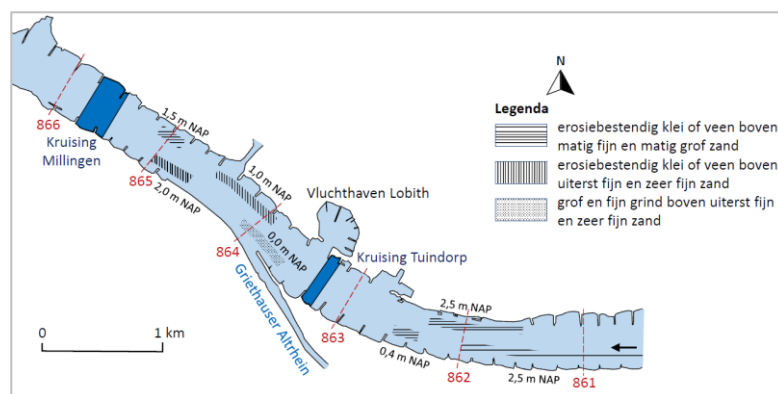 N
Legenda
erosiebestendig klei of veen boven
matig fijn en matig grof zand
erosiebestendig klei of veen boven
uiterst fijn en zeer fijn zand
grof en fijn grind boven uiterst fijn
en zeer fijn zand
866
Kruising
Millingen
1,5 m NAP
865
2,0 m NAP
1,0 m NAP
Vluchthaven Lobith
864
0,0 m NAP
Kruising Tuindorp
Griethauser Altrhein
863
2,5 m NAP
0,4 m NAP
862
2,5 m NAP
861
0
1 km